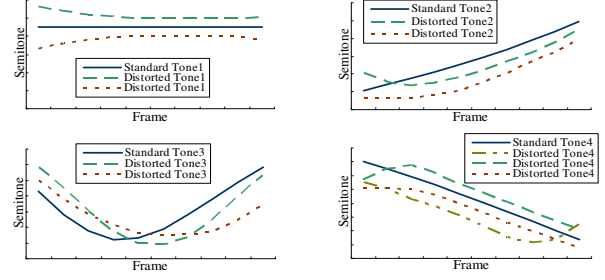 Semitone
Standard Tone1
Distorted Tone1
Distorted Tone1
Frame
Semitone
Standard Tone2
Distorted Tone2
Distorted Tone2
Frame
Semitone
Standard Tone3
Distorted Tone3
Distorted Tone3
Frame
Semitone
Standard Tone4
Distorted Tone4
Distorted Tone4
Distorted Tone4
Frame